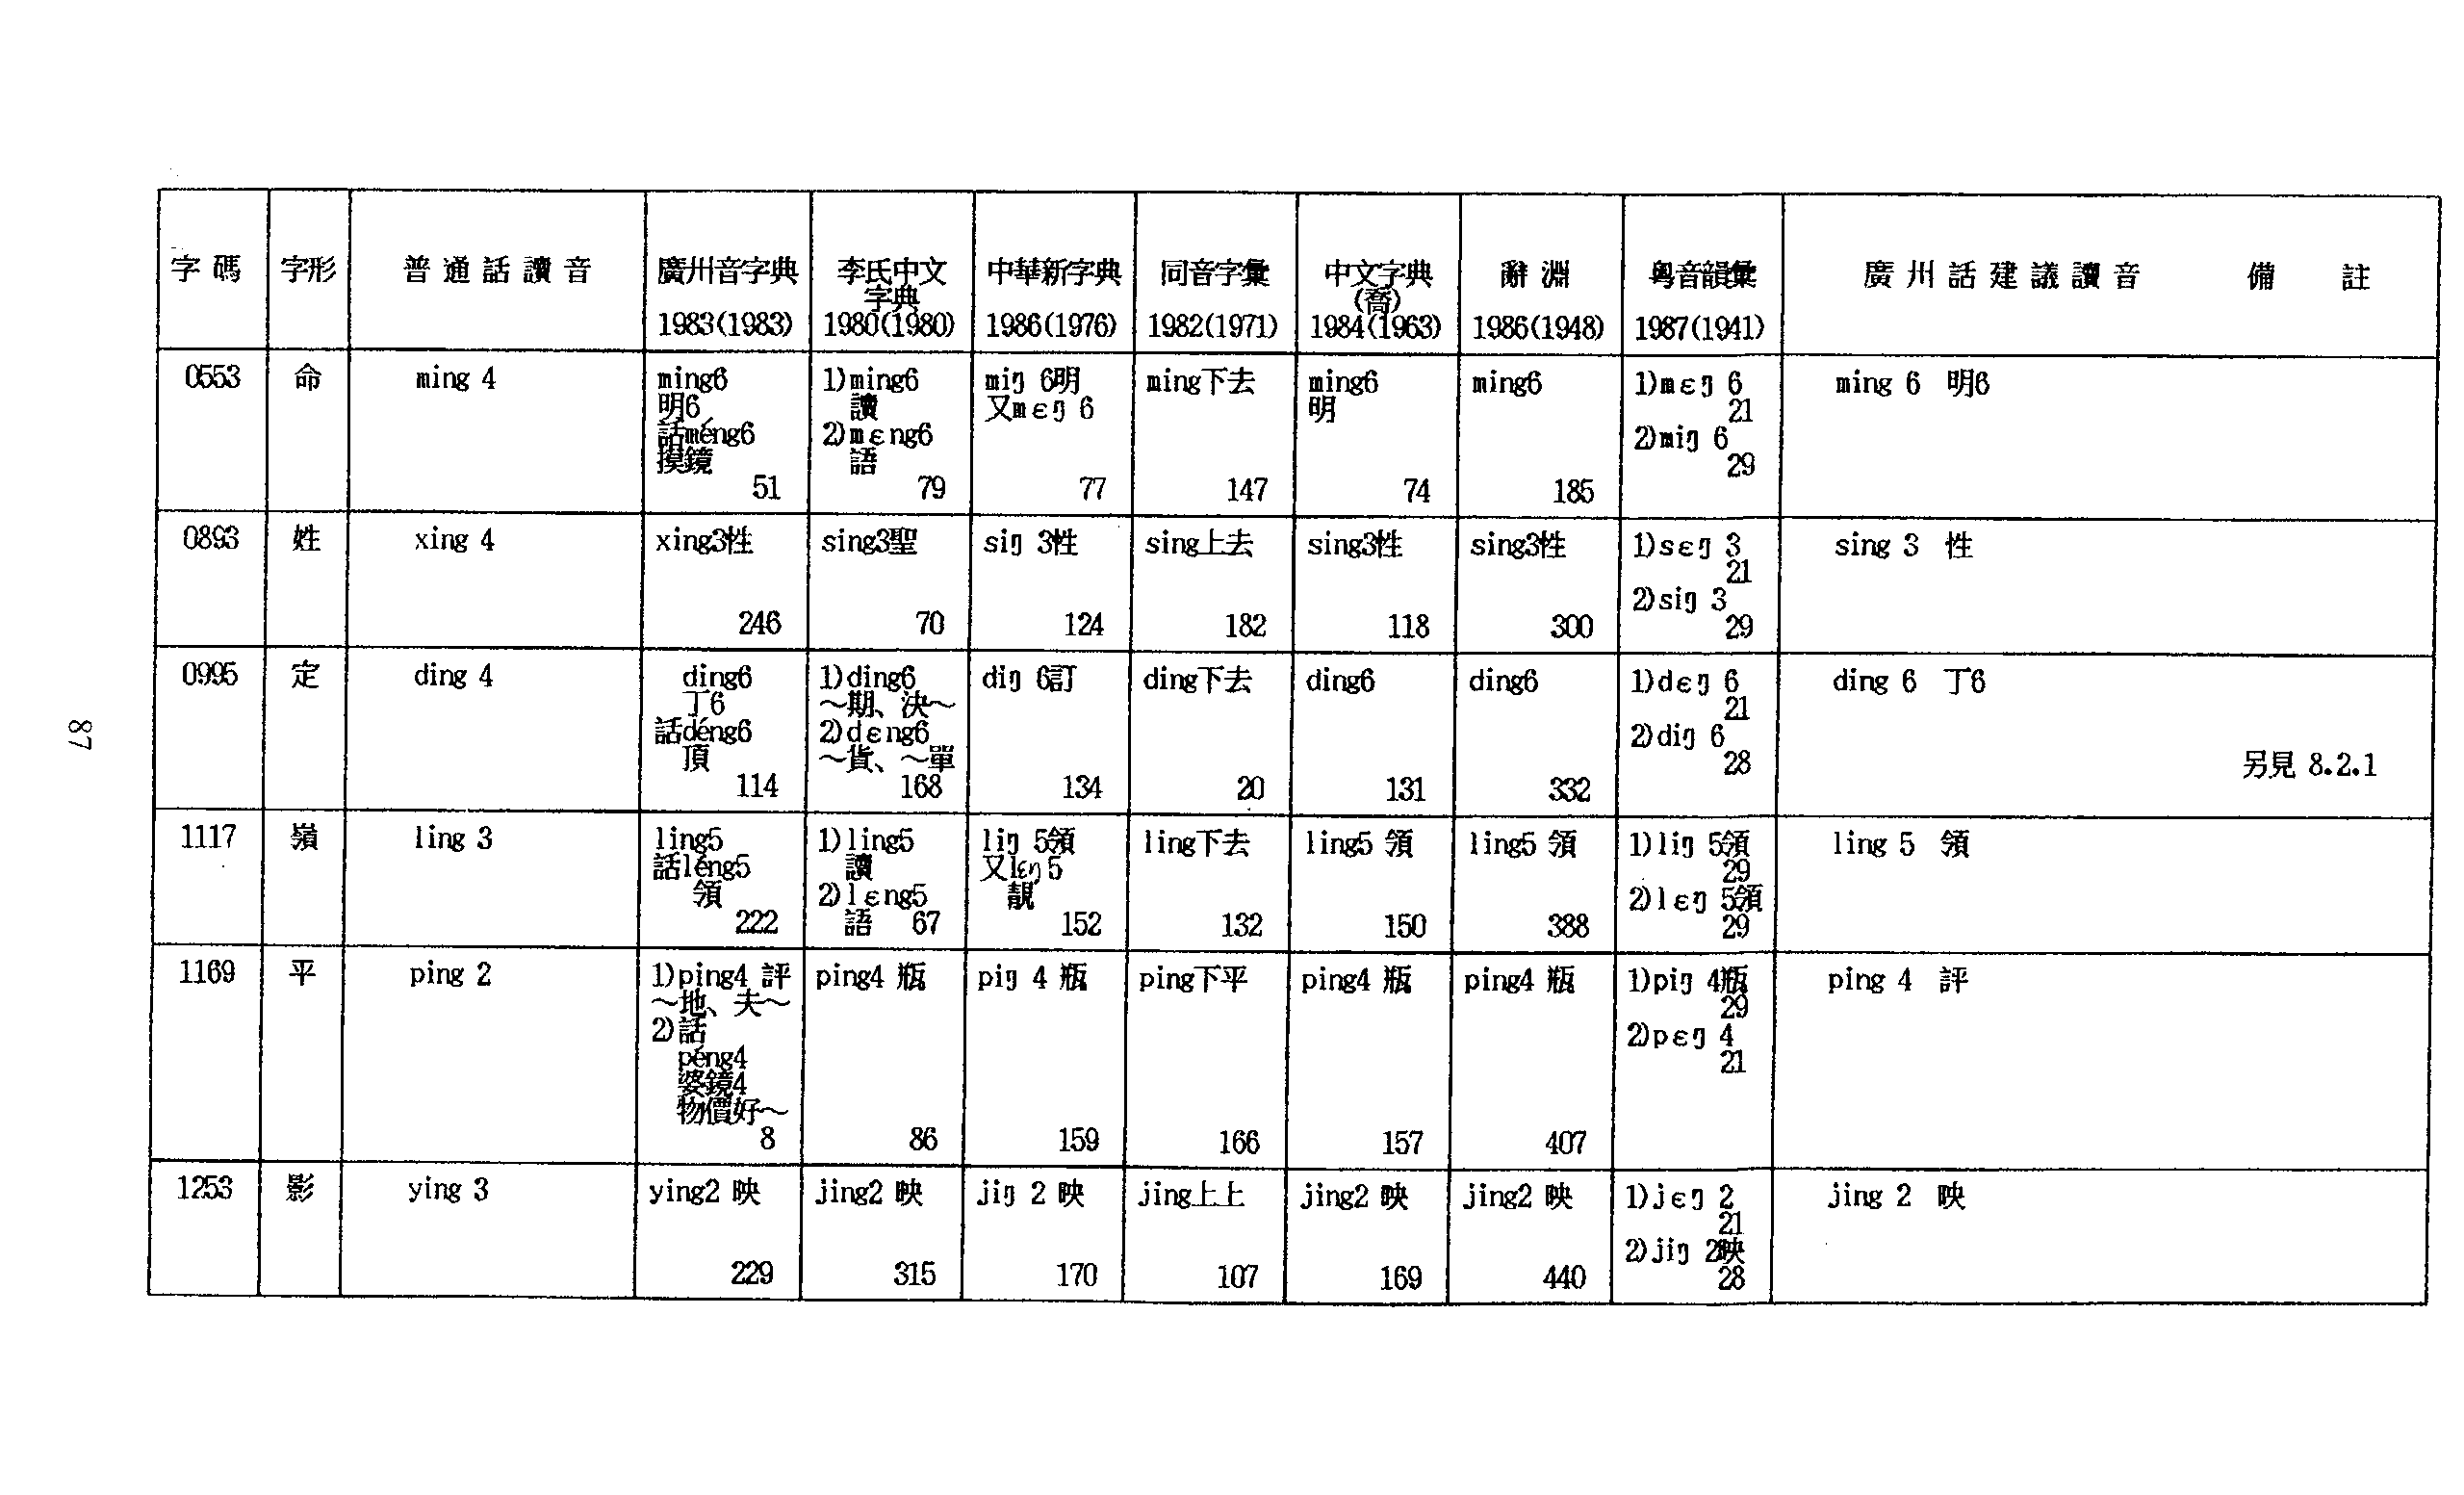 字碼 字形 普通話讀音 廣州音字典 李氏中文 中華新字典 同音字彙 中文字典 辭淵 粵音韻彙 廣州話建議讀音 備註
字典 (喬)
1983(1983) 1980(1980) 1986(1976) 1982(1971) 1984(1963) 1986(1948) 1987(1941)
0553 命 ming 4 ming6 1)ming6 miŋ 6明 ming下去 ming6 ming6 1)mɛŋ 6 ming 6 明6
明6 讀 又mɛŋ 6 明 21
話méng6 2)mɛng6 2)miŋ 6
摸鏡 語 29
51 79 77 147 74 185
0893 姓 xing 4 xing3性 sing3聖 siŋ 3性 sing上去 sing3性 sing3性 1)sɛŋ 3 sing 3 性
21
2)siŋ 3
246 70 124 182 118 300 29
0995 定 ding 4 ding6 1)ding6 diŋ 6訂 ding下去 ding6 ding6 1)dɛŋ 6 ding 6 丁6
丁6 ～期、決～ 21
話déng6 2)dɛng6 2)diŋ 6
頂 ～貨、～單 28 另見 8.2.1
114 168 134 20 131 332
1117 嶺 ling 3 ling5 1)ling5 liŋ 5領 ling下去 ling5 領 ling5 領 1)liŋ 5領 ling 5 領
話léng5 讀 又lɛŋ5 29
領 2)lɛng5 靚 2)lɛŋ 5領
222 語 67 152 132 150 388 29
1169 平 ping 2 1)ping4 評 ping4 瓶 piŋ 4 瓶 ping下平 ping4 瓶 ping4 瓶 1)piŋ 4瓶 ping 4 評
～地、夫～ 29
2)話 2)pɛŋ 4
péng4 21
婆鏡4
物價好～
8 86 159 166 157 407
1253 影 ying 3 ying2 映 jing2 映 jiŋ 2 映 jing上上 jing2 映 jing2 映 1)jɛŋ 2 jing 2 映
21
2)jiŋ 2映
229 315 170 107 169 440 28
87